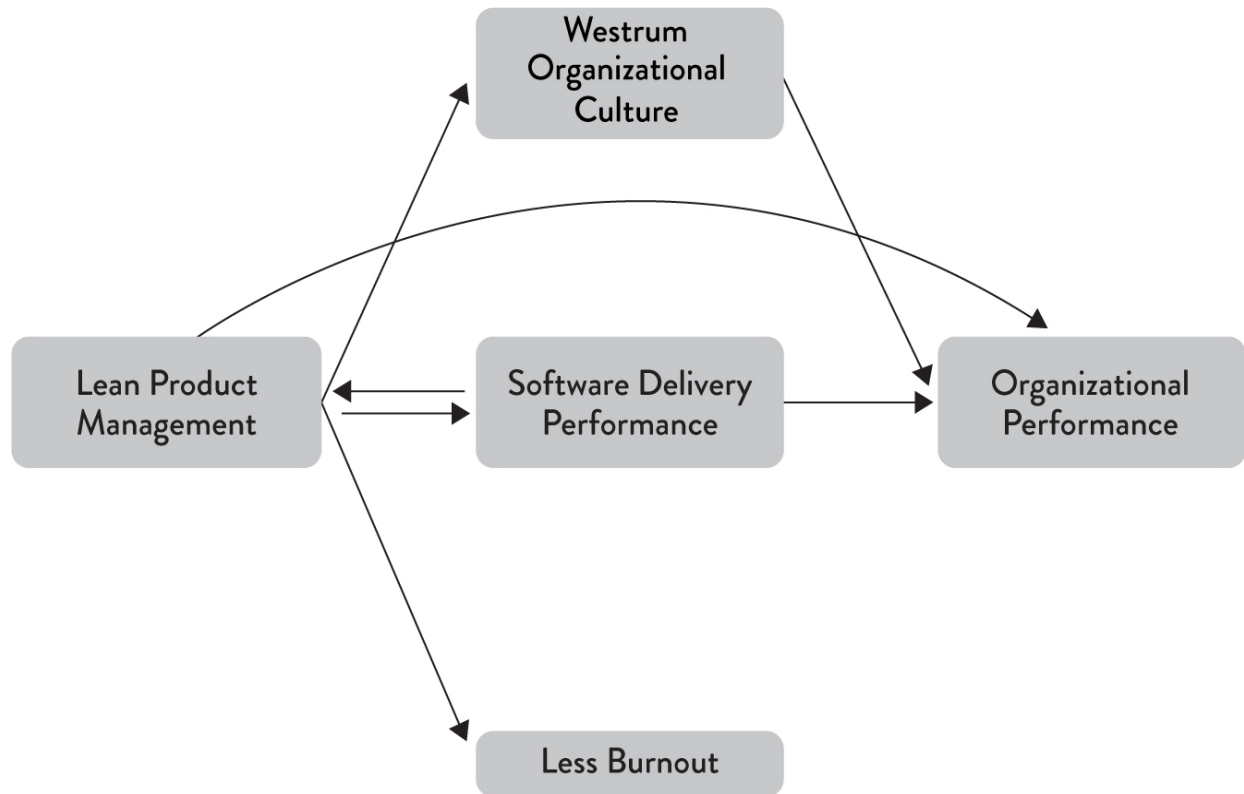 Westrum
Organizational
Culture
Lean Product
Management
Software Delivery
Performance
Organizational
Performance
Less Burnout